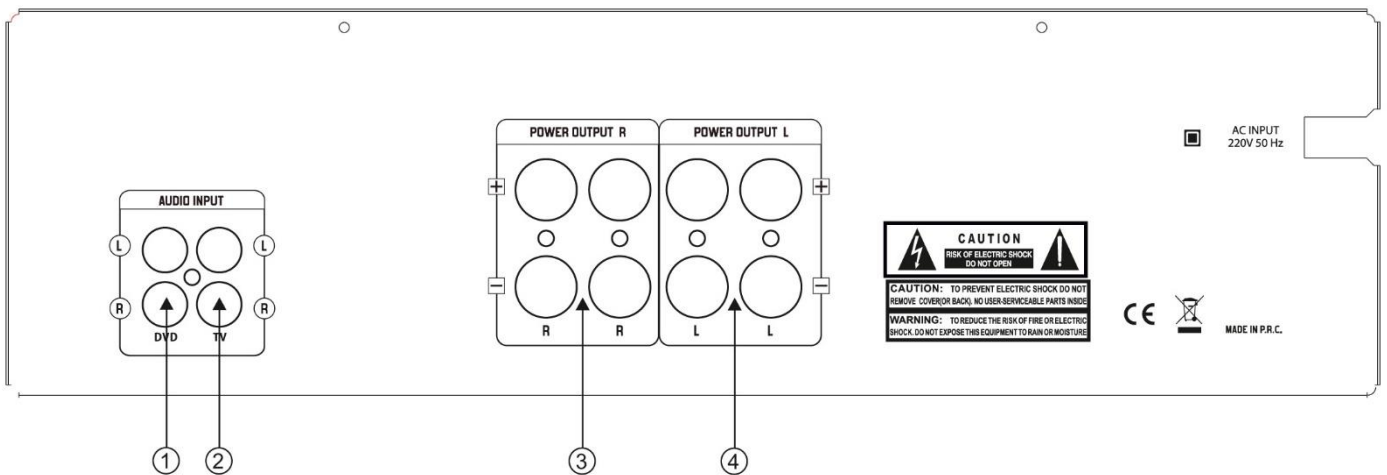 POWER OUTPUT R
POWER OUTPUT L
+
+
AC INPUT
220V 50 Hz
AUDIO INPUT
L
L
R
R
DVD
TV
−
−
R
R
L
L
CAUTION
RISK OF ELECTRIC SHOCK
DO NOT OPEN
CAUTION: TO PREVENT ELECTRIC SHOCK DO NOT
REMOVE COVER(OR BACK). NO USER-SERVICEABLE PARTS INSIDE
WARNING: TO REDUCE THE RISK OF FIRE OR ELECTRIC
SHOCK. DO NOT EXPOSE THIS EQUIPMENT TO RAIN OR MOISTURE
CE
MADE IN P.R.C.
1
2
3
4